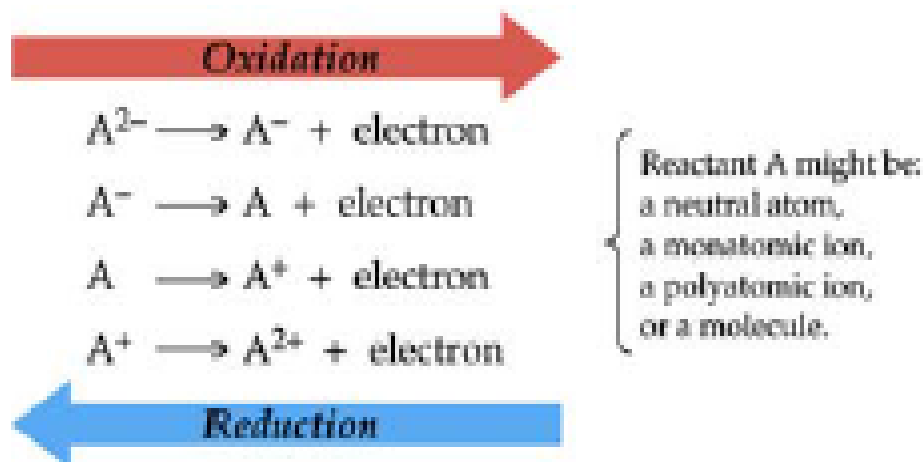 Oxidation
A²⁻ ⟶ A⁻ + electron
A⁻ ⟶ A + electron
A ⟶ A⁺ + electron
A⁺ ⟶ A²⁺ + electron
Reduction
Reactant A might be:
a neutral atom,
a monatomic ion,
a polyatomic ion,
or a molecule.